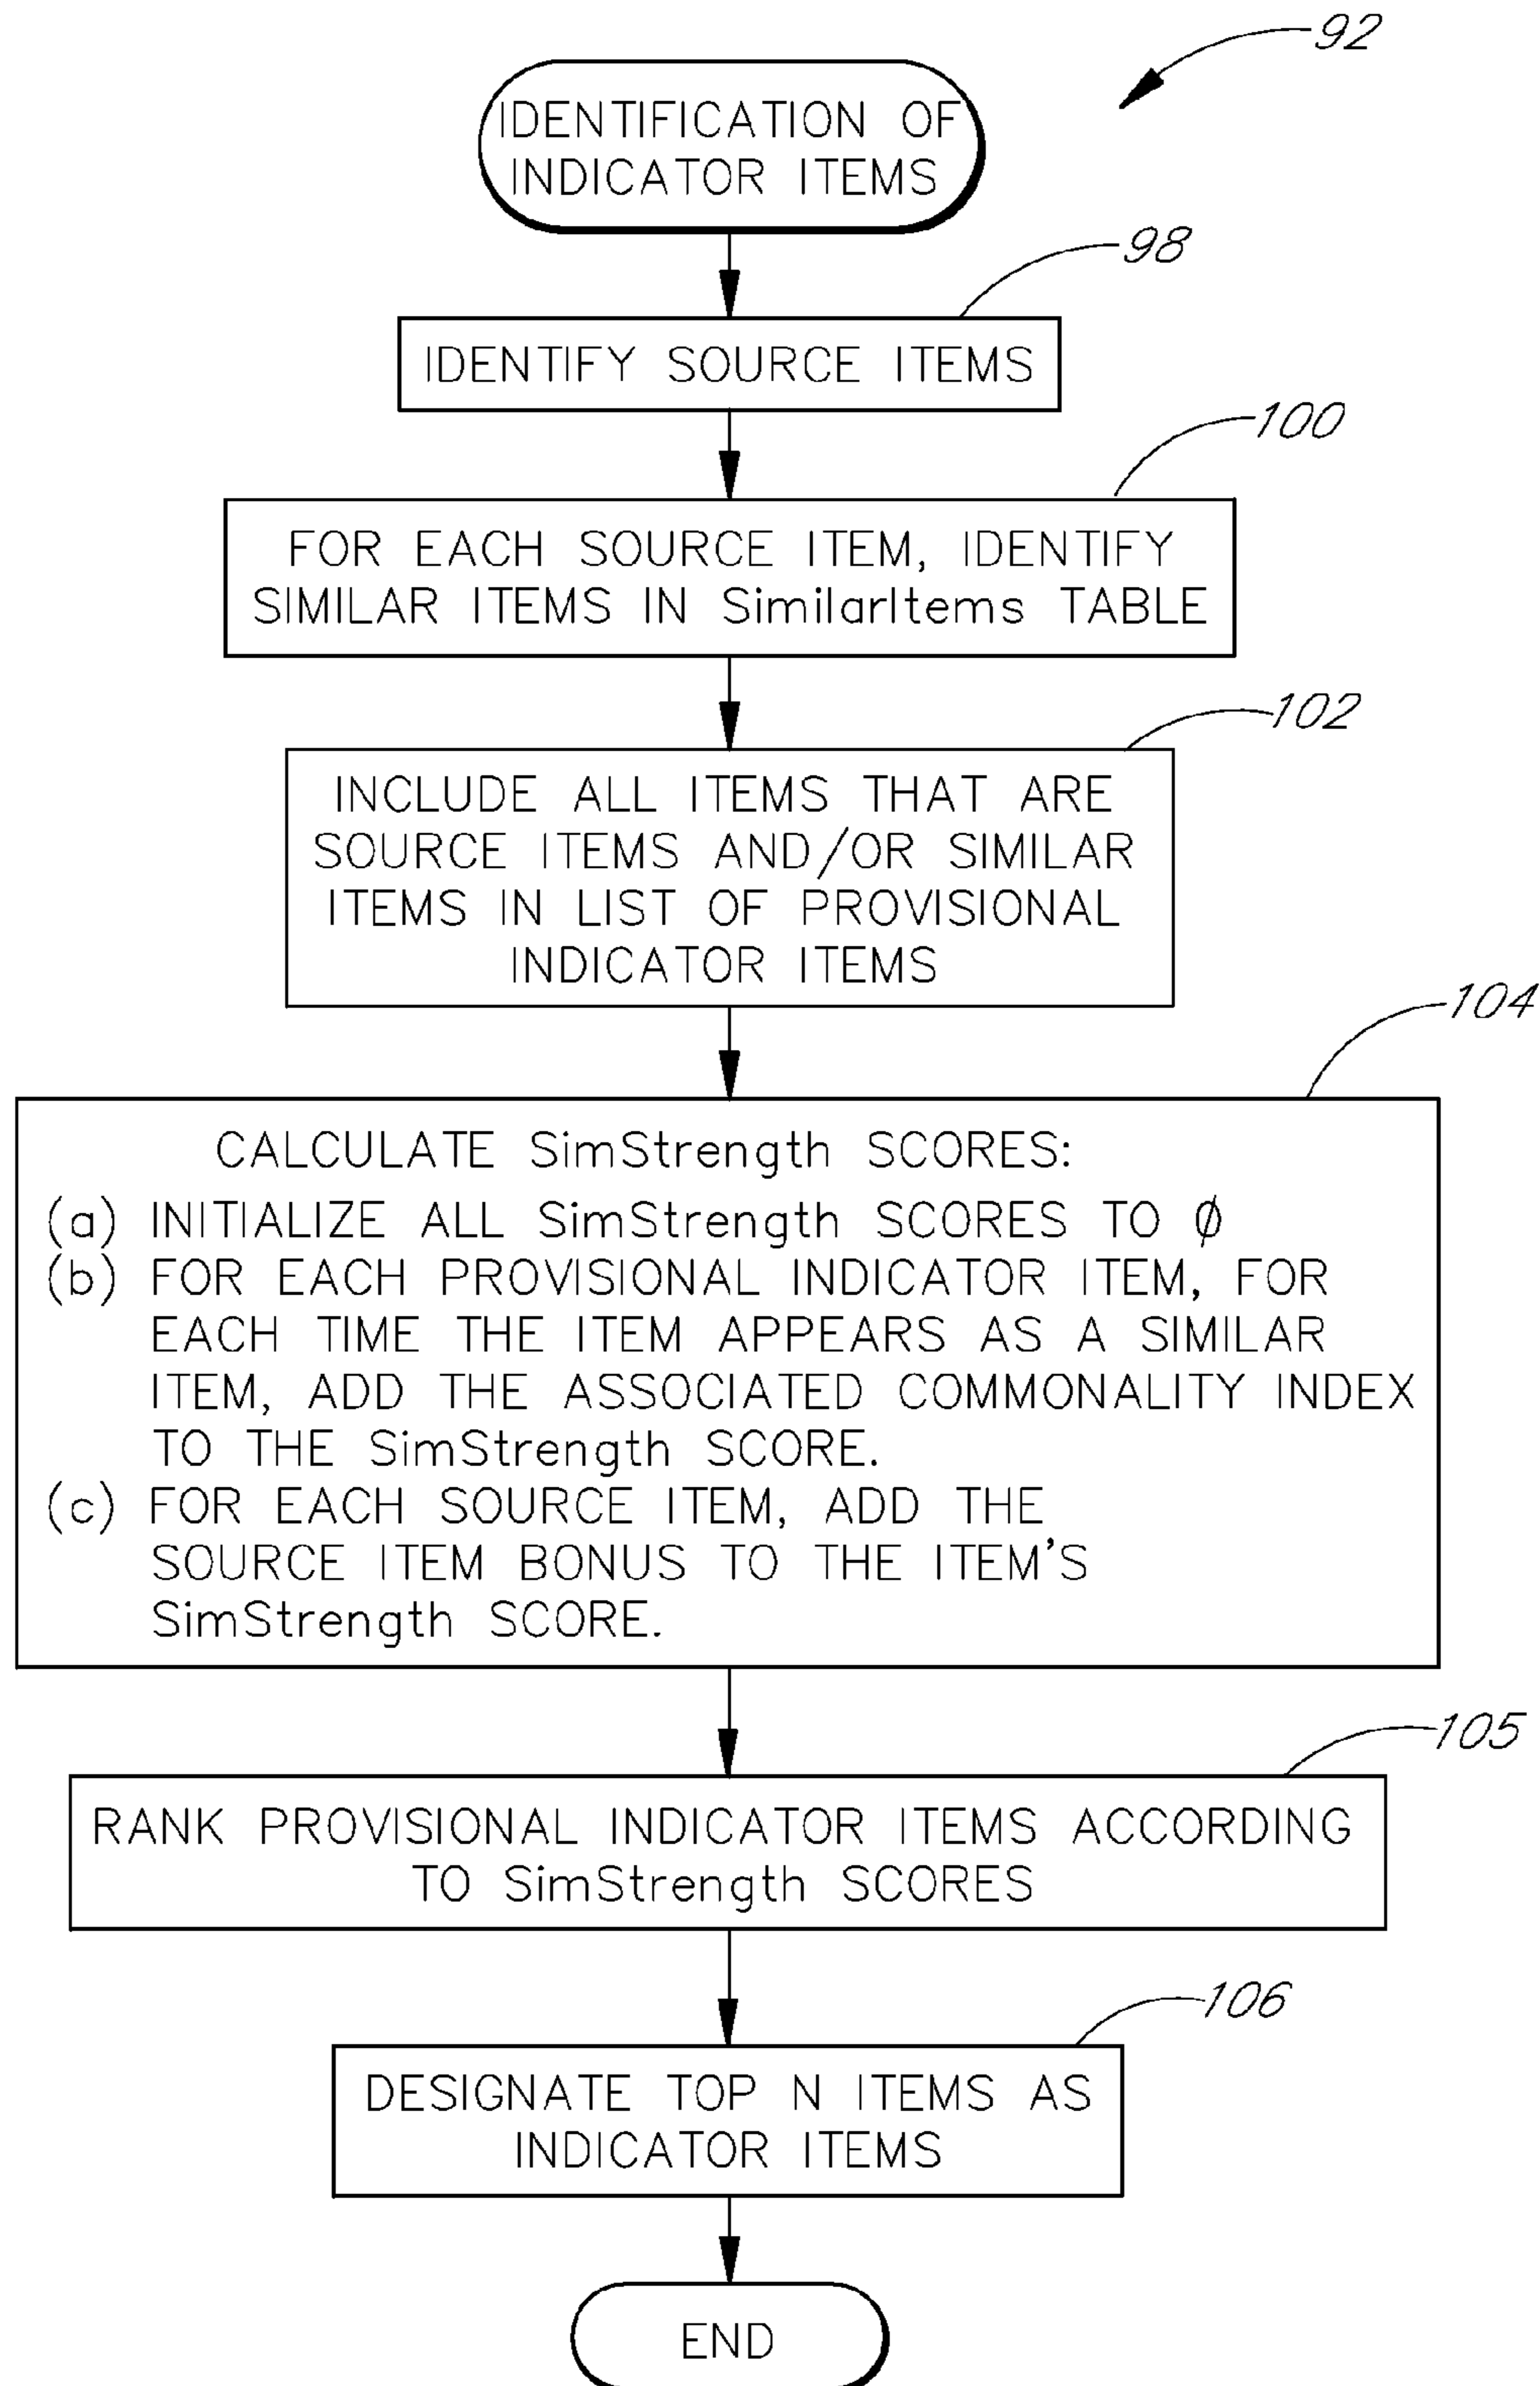 92
IDENTIFICATION OF
INDICATOR ITEMS
98
IDENTIFY SOURCE ITEMS
100
FOR EACH SOURCE ITEM, IDENTIFY
SIMILAR ITEMS IN SimilarItems TABLE
102
INCLUDE ALL ITEMS THAT ARE
SOURCE ITEMS AND/OR SIMILAR
ITEMS IN LIST OF PROVISIONAL
INDICATOR ITEMS
104
CALCULATE SimStrength SCORES:
(a) INITIALIZE ALL SimStrength SCORES TO Ø
(b) FOR EACH PROVISIONAL INDICATOR ITEM, FOR
EACH TIME THE ITEM APPEARS AS A SIMILAR
ITEM, ADD THE ASSOCIATED COMMONALITY INDEX
TO THE SimStrength SCORE.
(c) FOR EACH SOURCE ITEM, ADD THE
SOURCE ITEM BONUS TO THE ITEM'S
SimStrength SCORE.
105
RANK PROVISIONAL INDICATOR ITEMS ACCORDING
TO SimStrength SCORES
106
DESIGNATE TOP N ITEMS AS
INDICATOR ITEMS
END